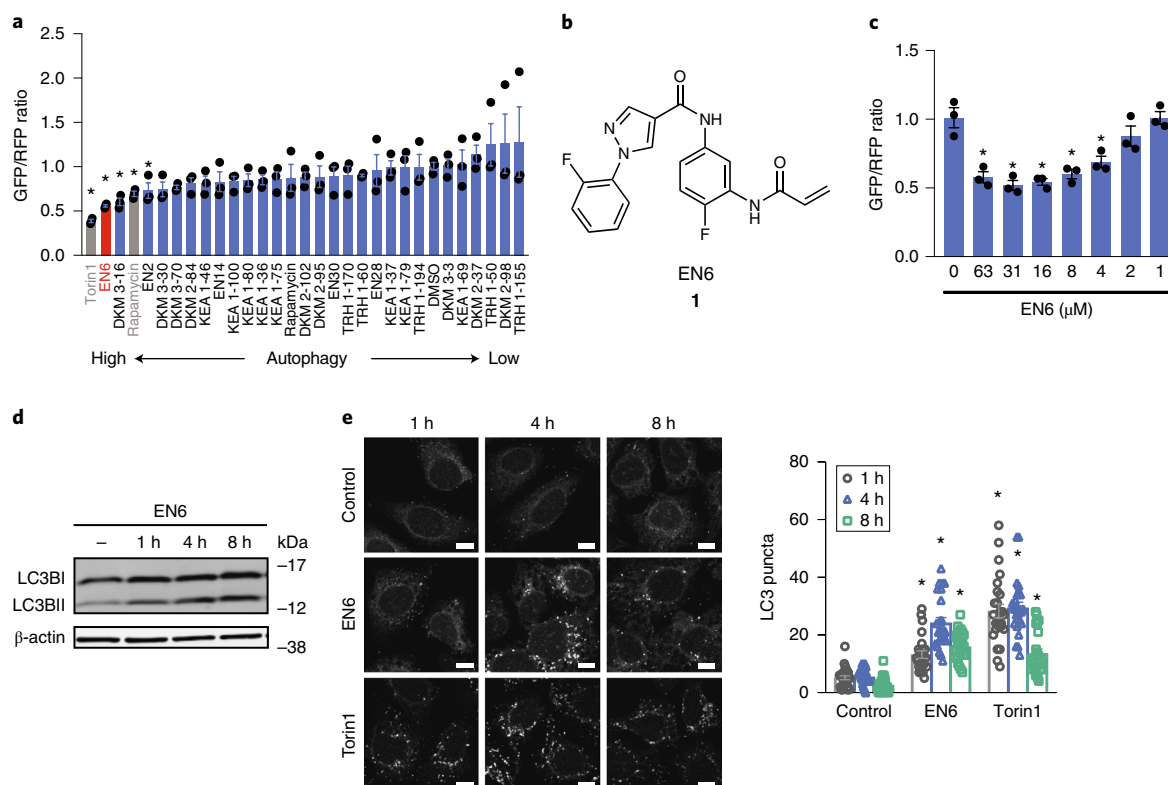 a
2.5
2.0
1.5
1.0
0.5
0.0
GFP/RFP ratio
* * * * *
Torin1
EN6
DKM 3-16
Rapamycin
EN2
DKM 3-30
DKM 3-70
DKM 2-84
KEA 1-46
EN14
KEA 1-100
KEA 1-80
KEA 1-36
KEA 1-75
Rapamycin
DKM 2-102
DKM 2-95
EN30
TRH 1-170
TRH 1-60
EN28
KEA 1-37
KEA 1-79
TRH 1-194
DMSO
DKM 3-3
KEA 1-69
DKM 2-37
TRH 1-50
DKM 2-98
TRH 1-155
High Autophagy Low
b
O
N
N
NH
F
O
N
H
F
EN6
1
c
1.5
1.0
0.5
0.0
GFP/RFP ratio
* * * * *
0 63 31 16 8 4 2 1
EN6 (μM)
d
EN6
– 1 h 4 h 8 h kDa
–17
LC3BI
LC3BII
–12
β-actin
–38
e
1 h 4 h 8 h
Control
EN6
Torin1
80
60
40
20
0
LC3 puncta
1 h
4 h
8 h
* * * * * *
Control EN6 Torin1